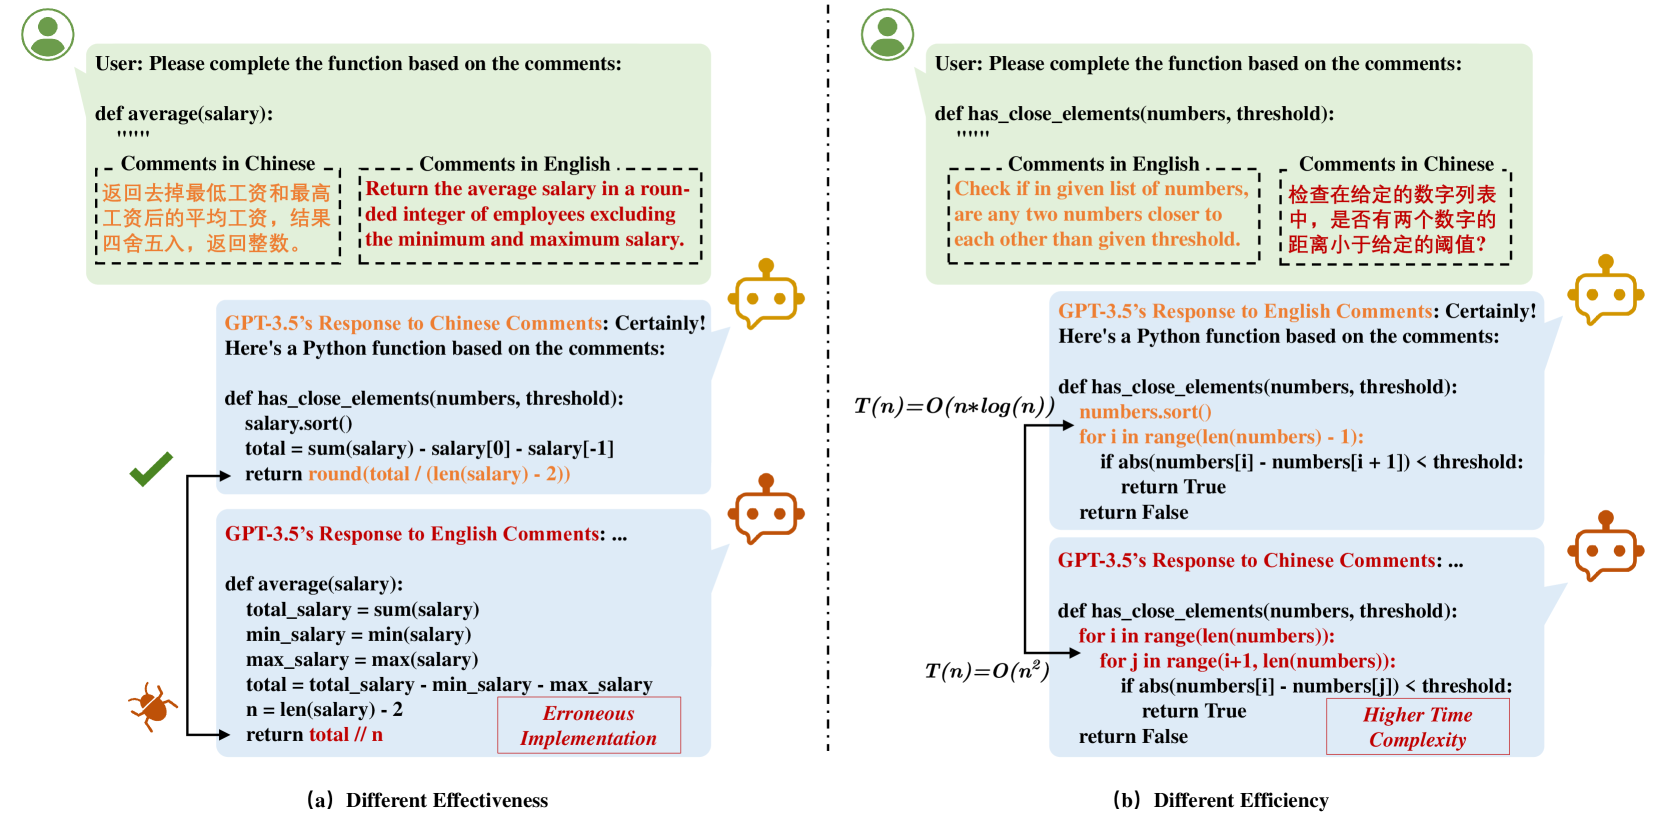 User: Please complete the function based on the comments:
def average(salary):
""""""
Comments in Chinese
返回去掉最低工资和最高
工资后的平均工资，结果
四舍五入，返回整数。
Comments in English
Return the average salary in a roun-
ded integer of employees excluding
the minimum and maximum salary.
GPT-3.5’s Response to Chinese Comments: Certainly!
Here's a Python function based on the comments:
def has_close_elements(numbers, threshold):
salary.sort()
total = sum(salary) - salary[0] - salary[-1]
return round(total / (len(salary) - 2))
GPT-3.5’s Response to English Comments: ...
def average(salary):
total_salary = sum(salary)
min_salary = min(salary)
max_salary = max(salary)
total = total_salary - min_salary - max_salary
n = len(salary) - 2
return total // n
Erroneous
Implementation
(a) Different Effectiveness
User: Please complete the function based on the comments:
def has_close_elements(numbers, threshold):
""""""
Comments in English
Check if in given list of numbers,
are any two numbers closer to
each other than given threshold.
Comments in Chinese
检查在给定的数字列表
中，是否有两个数字的
距离小于给定的阈值?
GPT-3.5’s Response to English Comments: Certainly!
Here's a Python function based on the comments:
def has_close_elements(numbers, threshold):
numbers.sort()
for i in range(len(numbers) - 1):
if abs(numbers[i] - numbers[i + 1]) < threshold:
return True
return False
T(n)=O(n*log(n))
GPT-3.5’s Response to Chinese Comments: ...
def has_close_elements(numbers, threshold):
for i in range(len(numbers)):
for j in range(i+1, len(numbers)):
if abs(numbers[i] - numbers[j]) < threshold:
return True
return False
T(n)=O(n²)
Higher Time
Complexity
(b) Different Efficiency